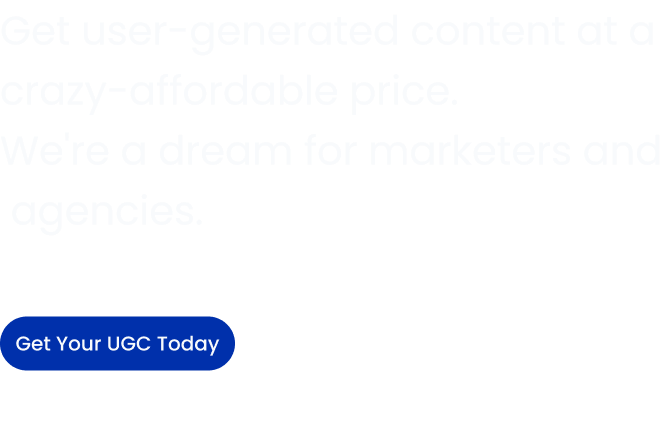 Get user-generated content at a
crazy-affordable price.
We're a dream for marketers and
agencies.
Get Your UGC Today